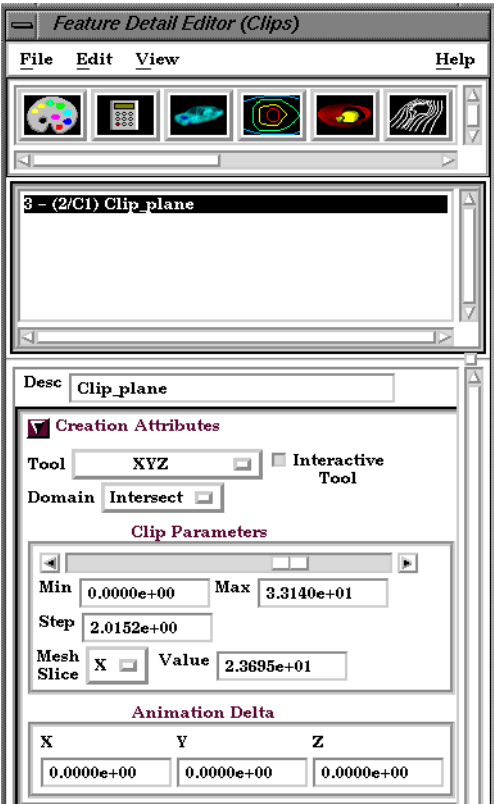 Feature Detail Editor (Clips)
File Edit View Help
3 - (2/C1) Clip_plane
Desc Clip_plane
Creation Attributes
Tool XYZ Interactive Tool
Domain Intersect
Clip Parameters
Min 0.0000e+00 Max 3.3140e+01
Step 2.0152e+00
Mesh Slice X Value 2.3695e+01
Animation Delta
X Y Z
0.0000e+00 0.0000e+00 0.0000e+00